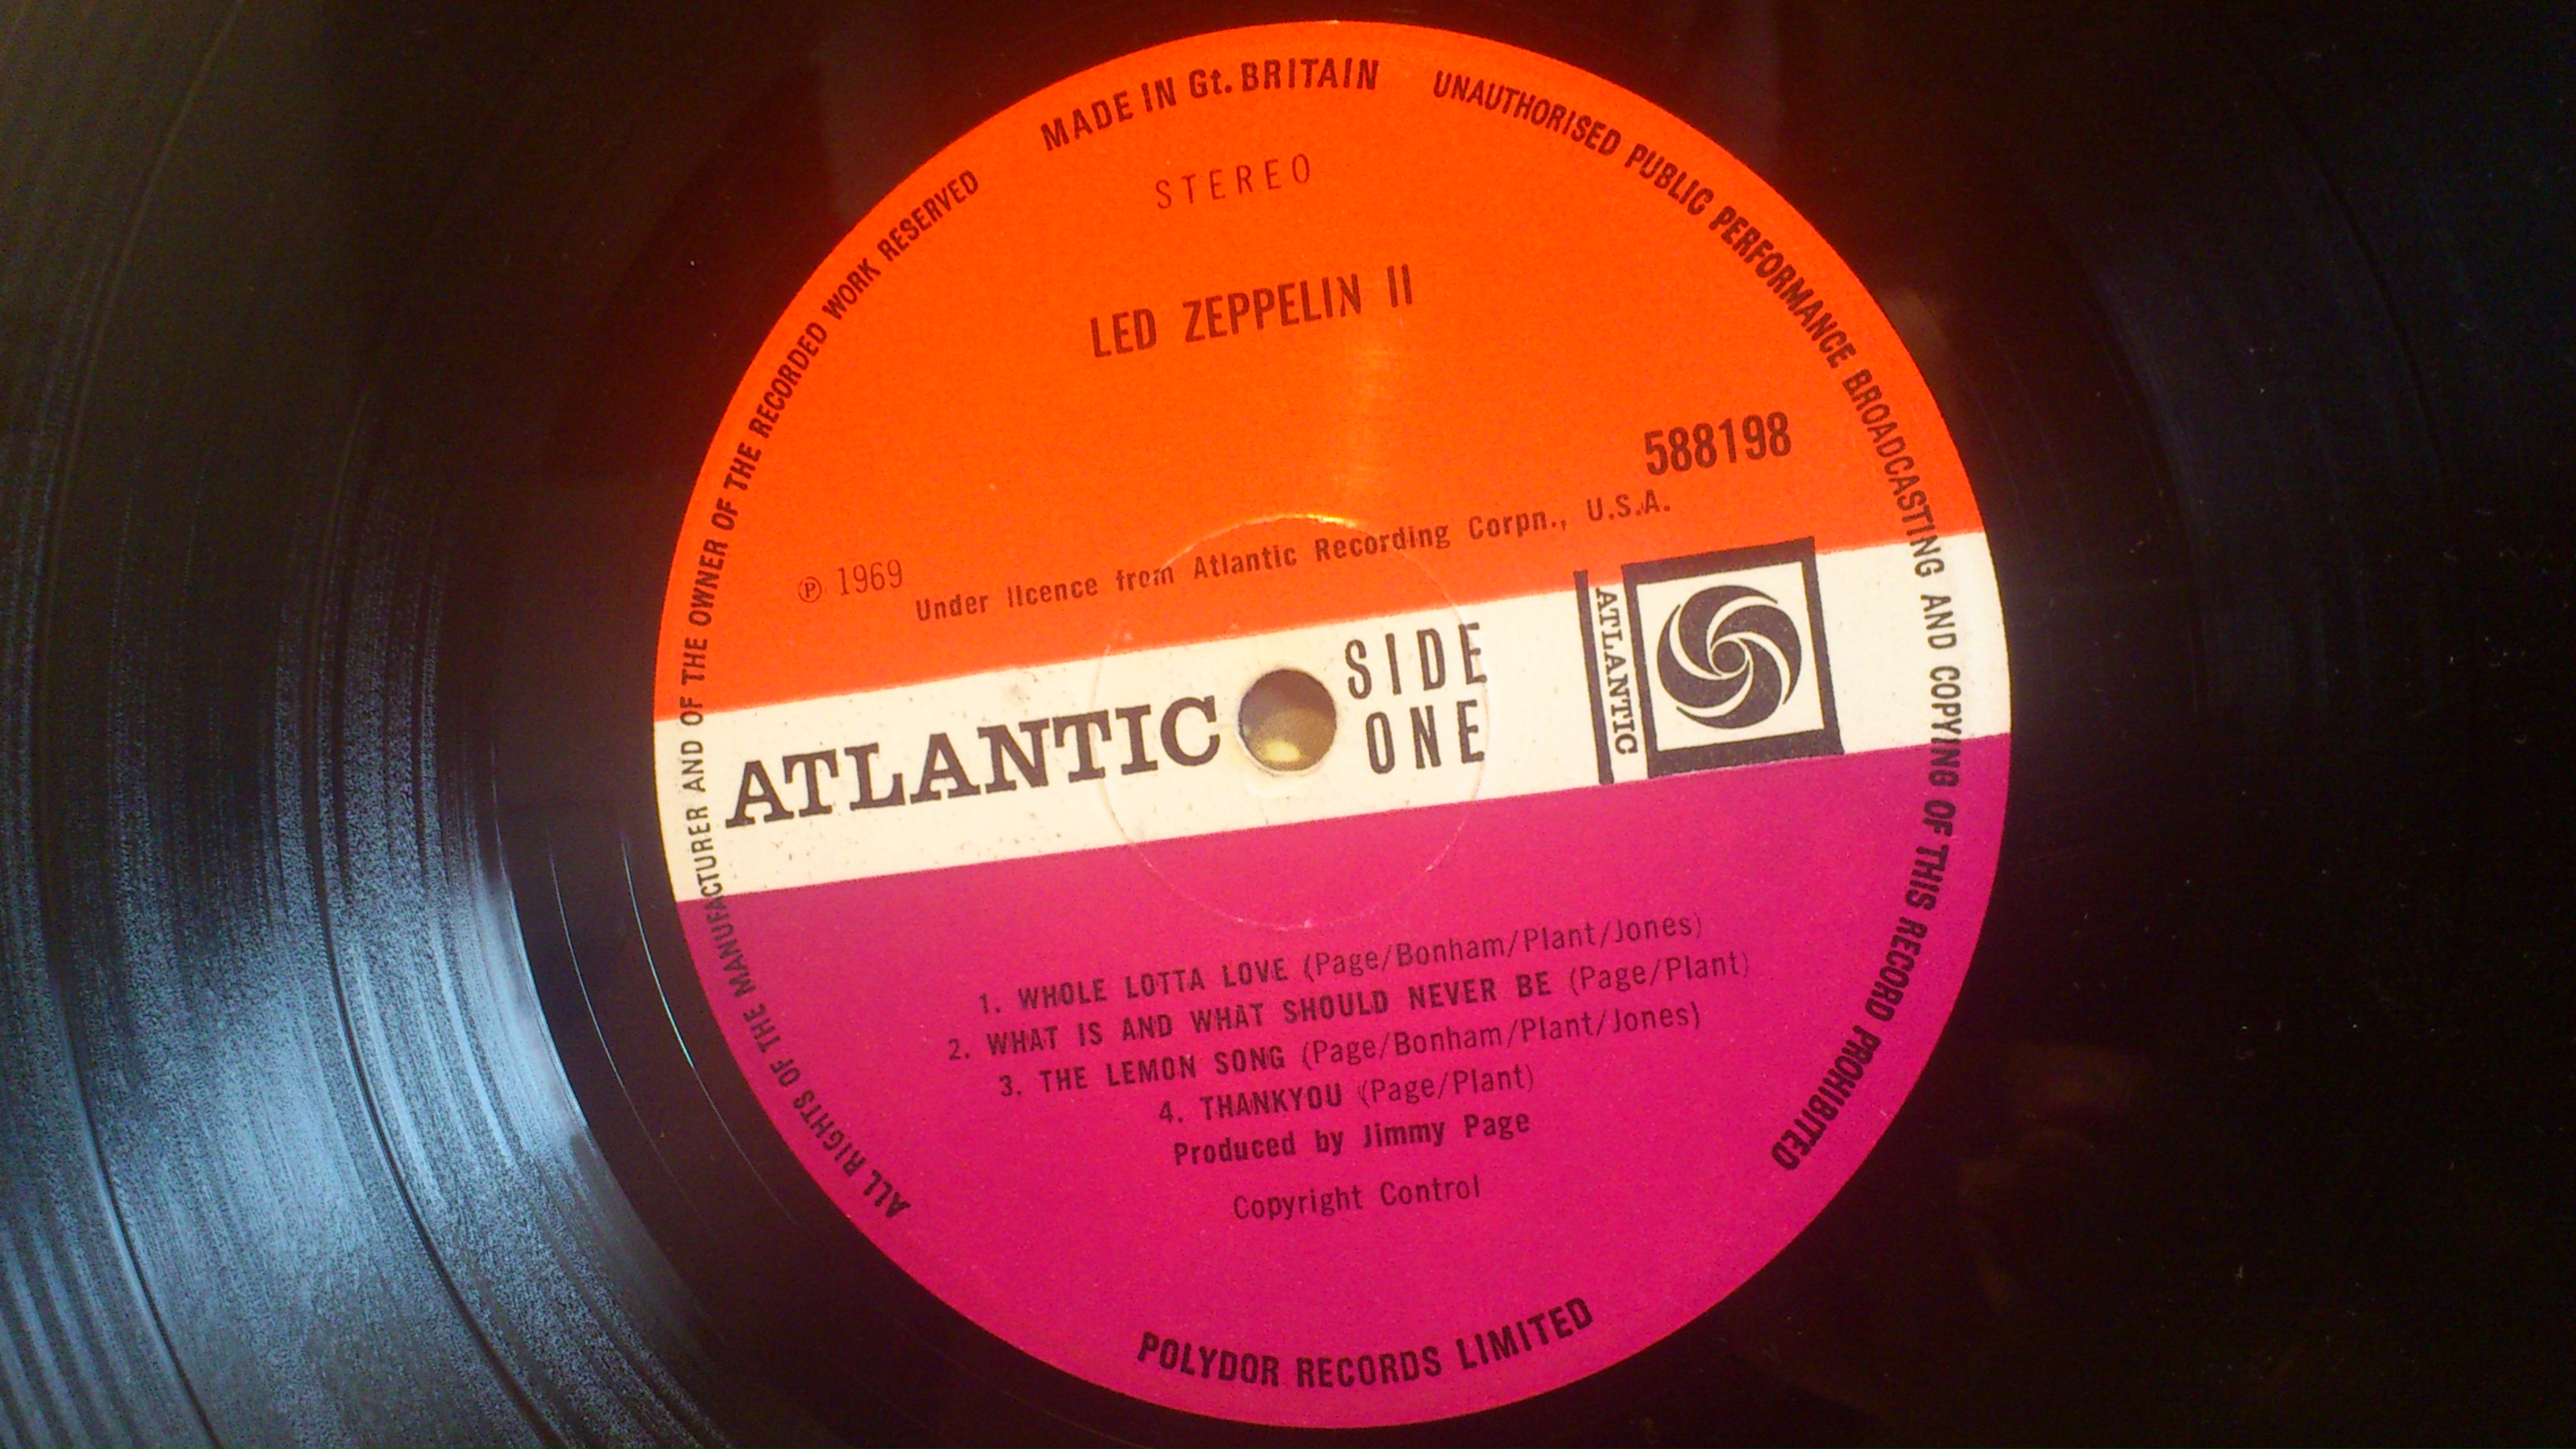 MADE IN Gt. BRITAIN
UNAUTHORISED PUBLIC PERFORMANCE BROADCASTING AND COPYING OF THIS RECORD PROHIBITED
ALL RIGHTS OF THE MANUFACTURER AND OF THE OWNER OF THE RECORDED WORK RESERVED
STEREO
LED ZEPPELIN II
588198
℗ 1969
Under licence from Atlantic Recording Corpn., U.S.A.
ATLANTIC
SIDE
ONE
ATLANTIC
1. WHOLE LOTTA LOVE (Page/Bonham/Plant/Jones)
2. WHAT IS AND WHAT SHOULD NEVER BE (Page/Plant)
3. THE LEMON SONG (Page/Bonham/Plant/Jones)
4. THANKYOU (Page/Plant)
Produced by Jimmy Page
Copyright Control
POLYDOR RECORDS LIMITED